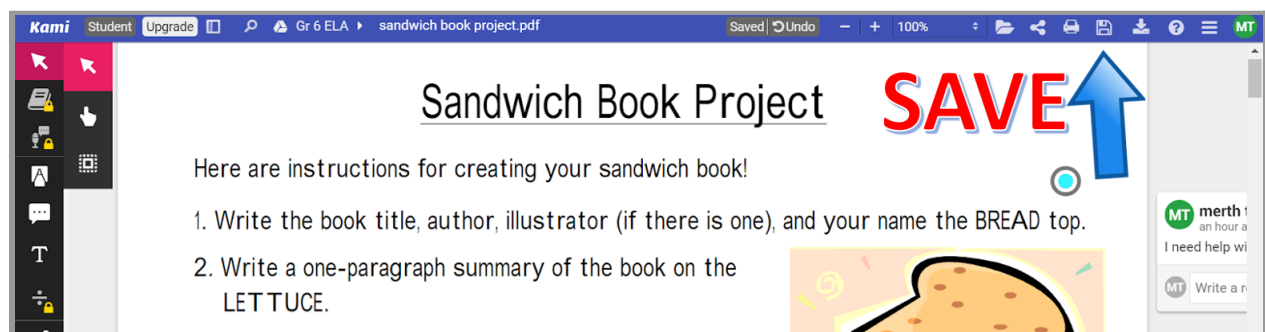 Kami Student Upgrade Gr 6 ELA sandwich book project.pdf Saved Undo 100% MT
Sandwich Book Project
SAVE
Here are instructions for creating your sandwich book!
1. Write the book title, author, illustrator (if there is one), and your name the BREAD top.
2. Write a one-paragraph summary of the book on the
LETTUCE.
MT merth
an hour a
I need help wi
MT Write a r
T